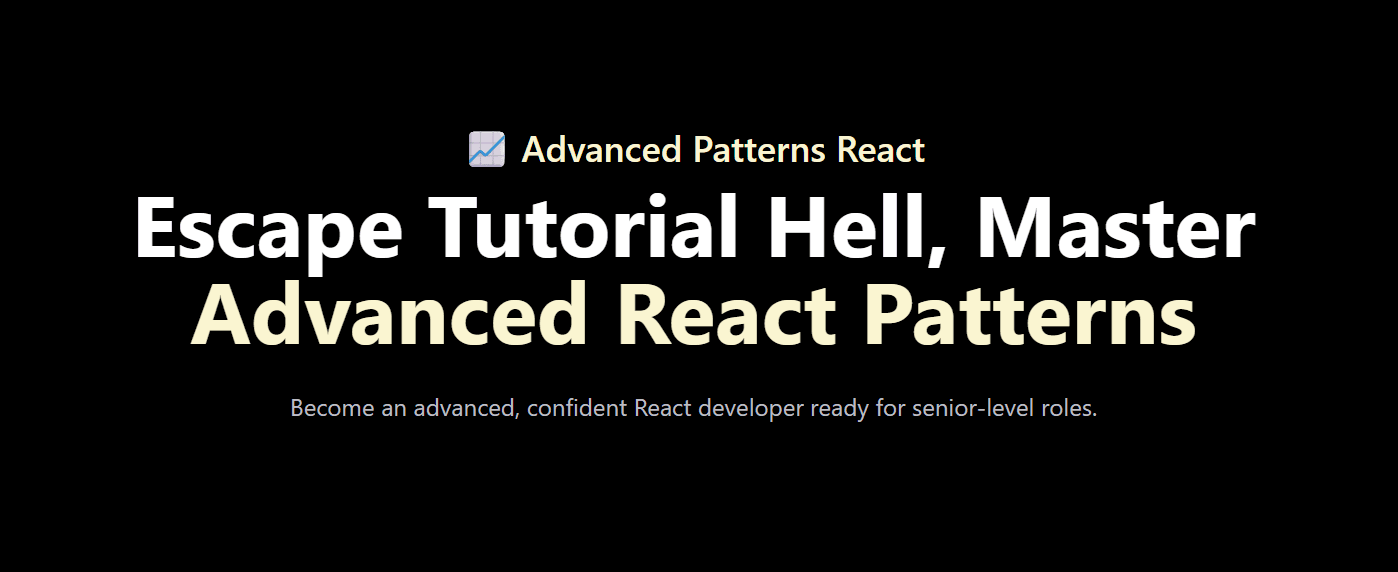 Advanced Patterns React
Escape Tutorial Hell, Master
Advanced React Patterns
Become an advanced, confident React developer ready for senior-level roles.